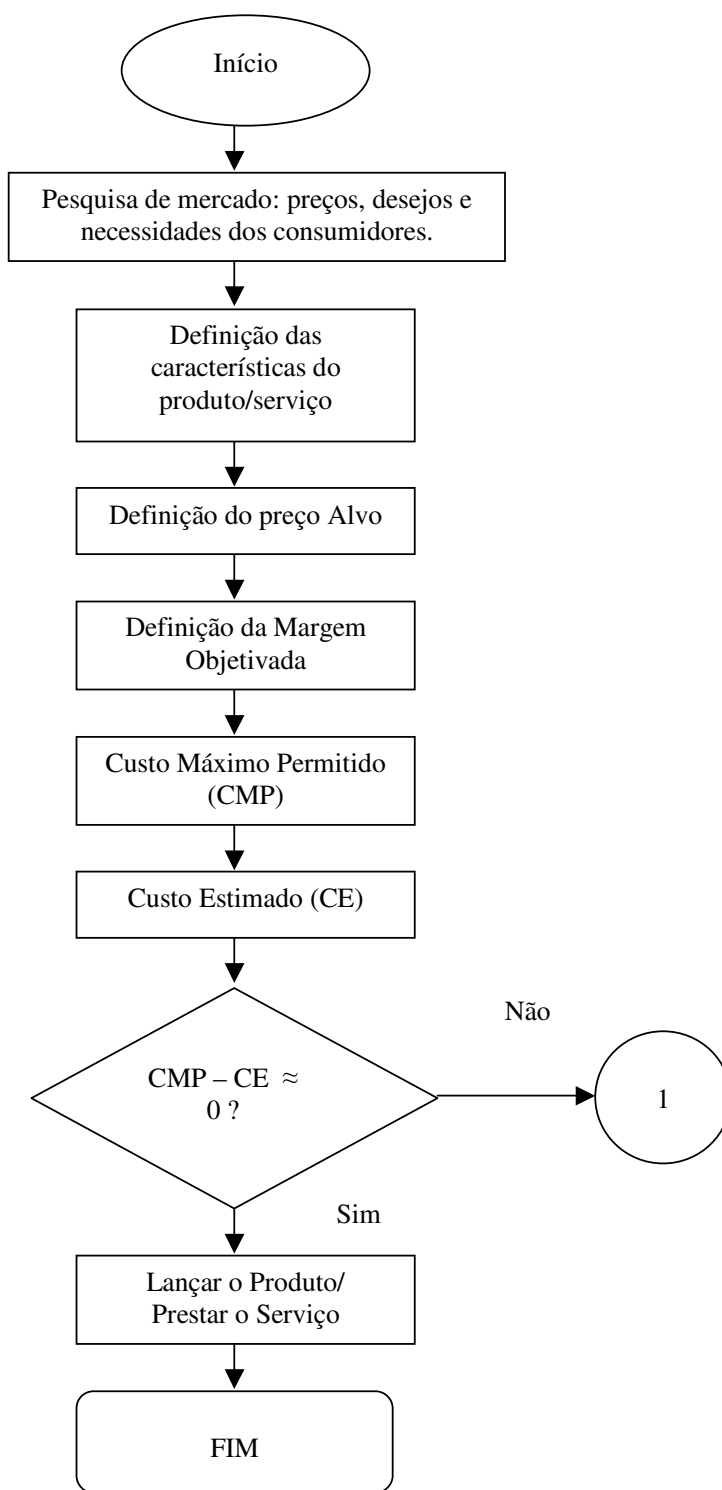 Início
Pesquisa de mercado: preços, desejos e
necessidades dos consumidores.
Definição das
características do
produto/serviço
Definição do preço Alvo
Definição da Margem
Objetivada
Custo Máximo Permitido
(CMP)
Custo Estimado (CE)
Não
CMP – CE ≈
0 ?
1
Sim
Lançar o Produto/
Prestar o Serviço
FIM